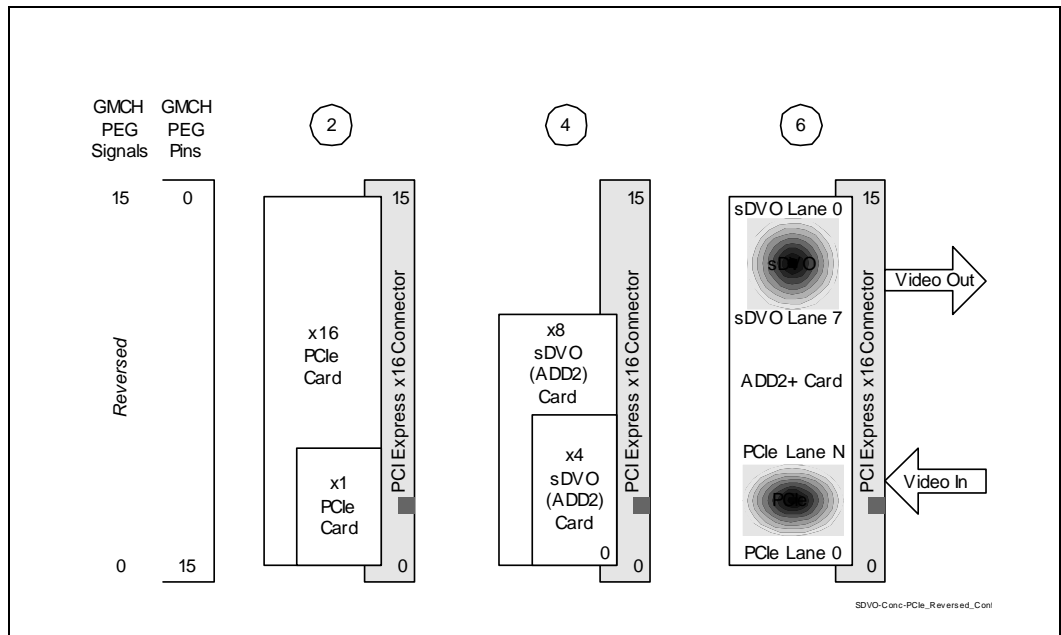 GMCH
PEG
Signals
GMCH
PEG
Pins
15
0
Reversed
0
15
2
15
x16
PCIe
Card
x1
PCIe
Card
PCI Express x16 Connector
0
4
15
x8
sDVO
(ADD2)
Card
x4
sDVO
(ADD2)
Card
0
PCI Express x16 Connector
0
6
15
sDVO Lane 0
sDVO
sDVO Lane 7
ADD2+ Card
PCIe Lane N
PCIe
PCIe Lane 0
PCI Express x16 Connector
0
Video Out
Video In
SDVO-Conc-PCIe_Reversed_Conf